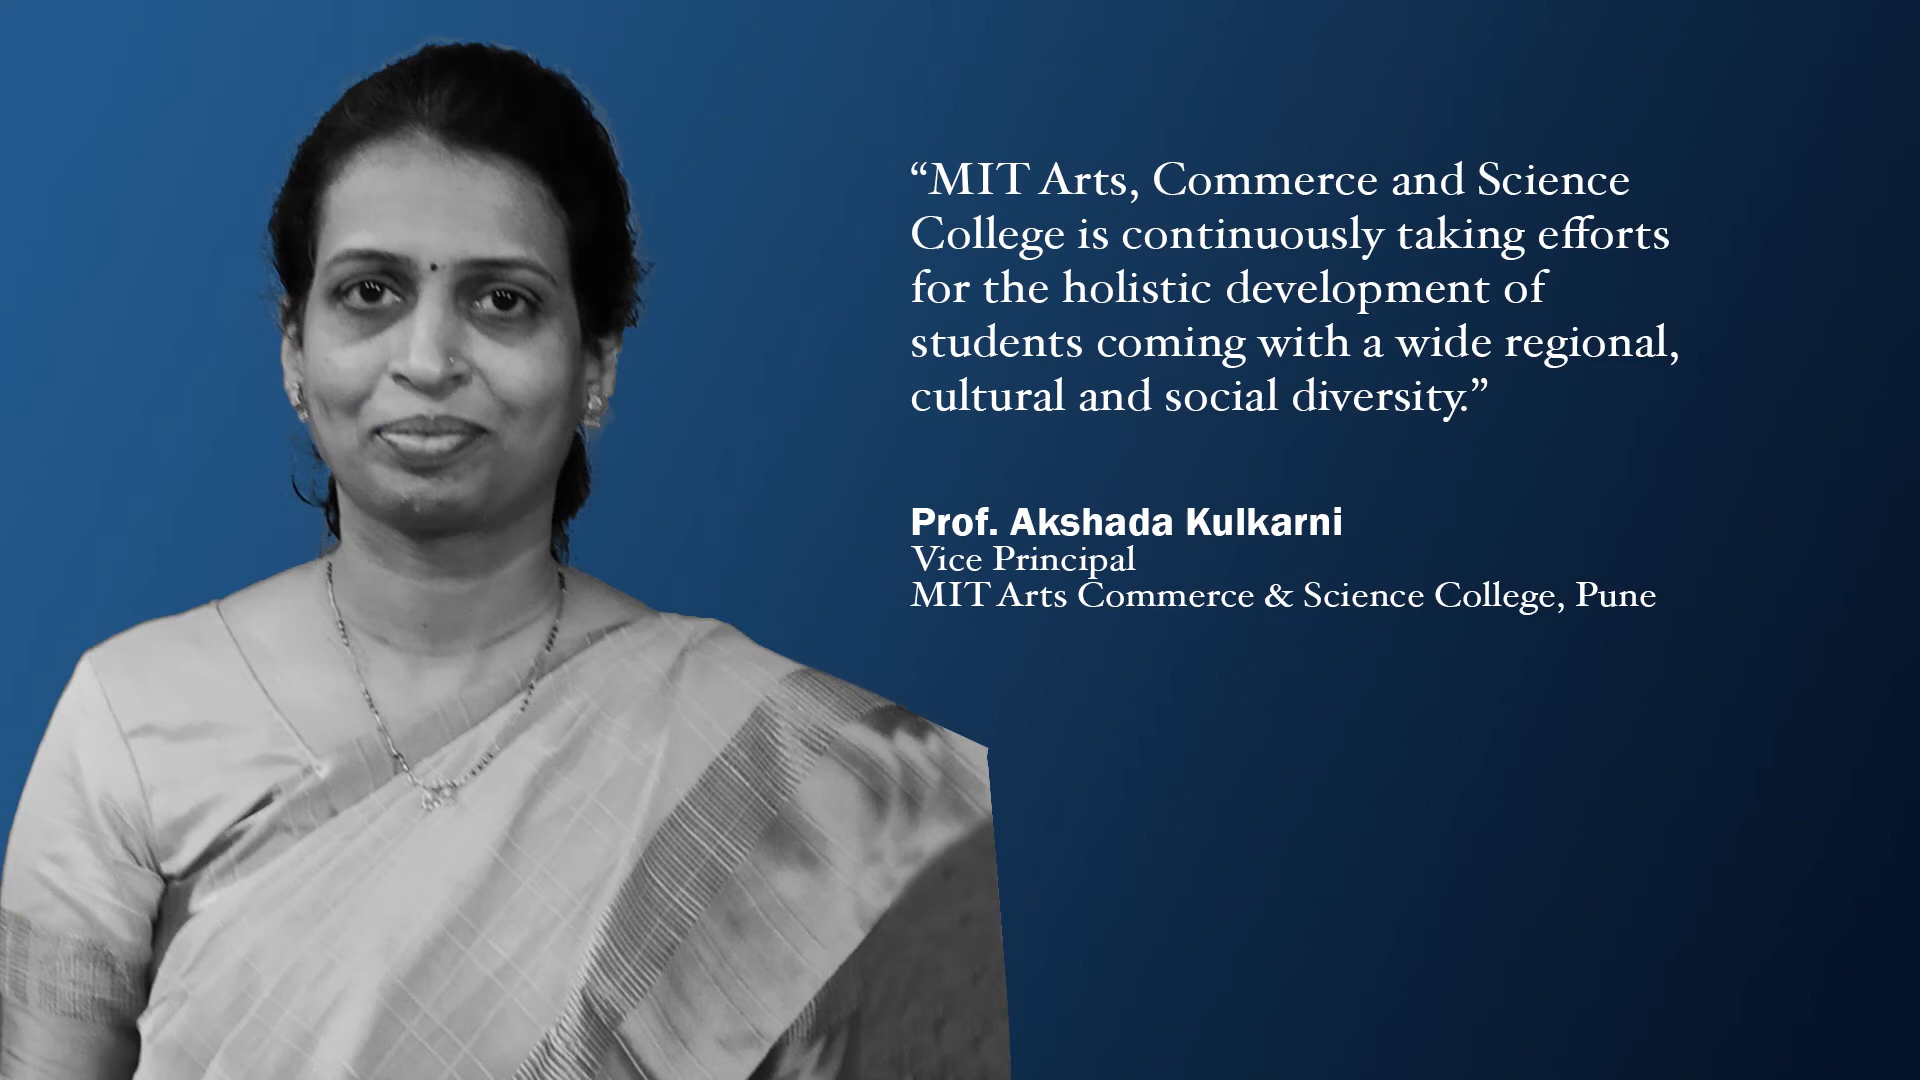 “MIT Arts, Commerce and Science
College is continuously taking efforts
for the holistic development of
students coming with a wide regional,
cultural and social diversity.”
Prof. Akshada Kulkarni
Vice Principal
MIT Arts Commerce & Science College, Pune